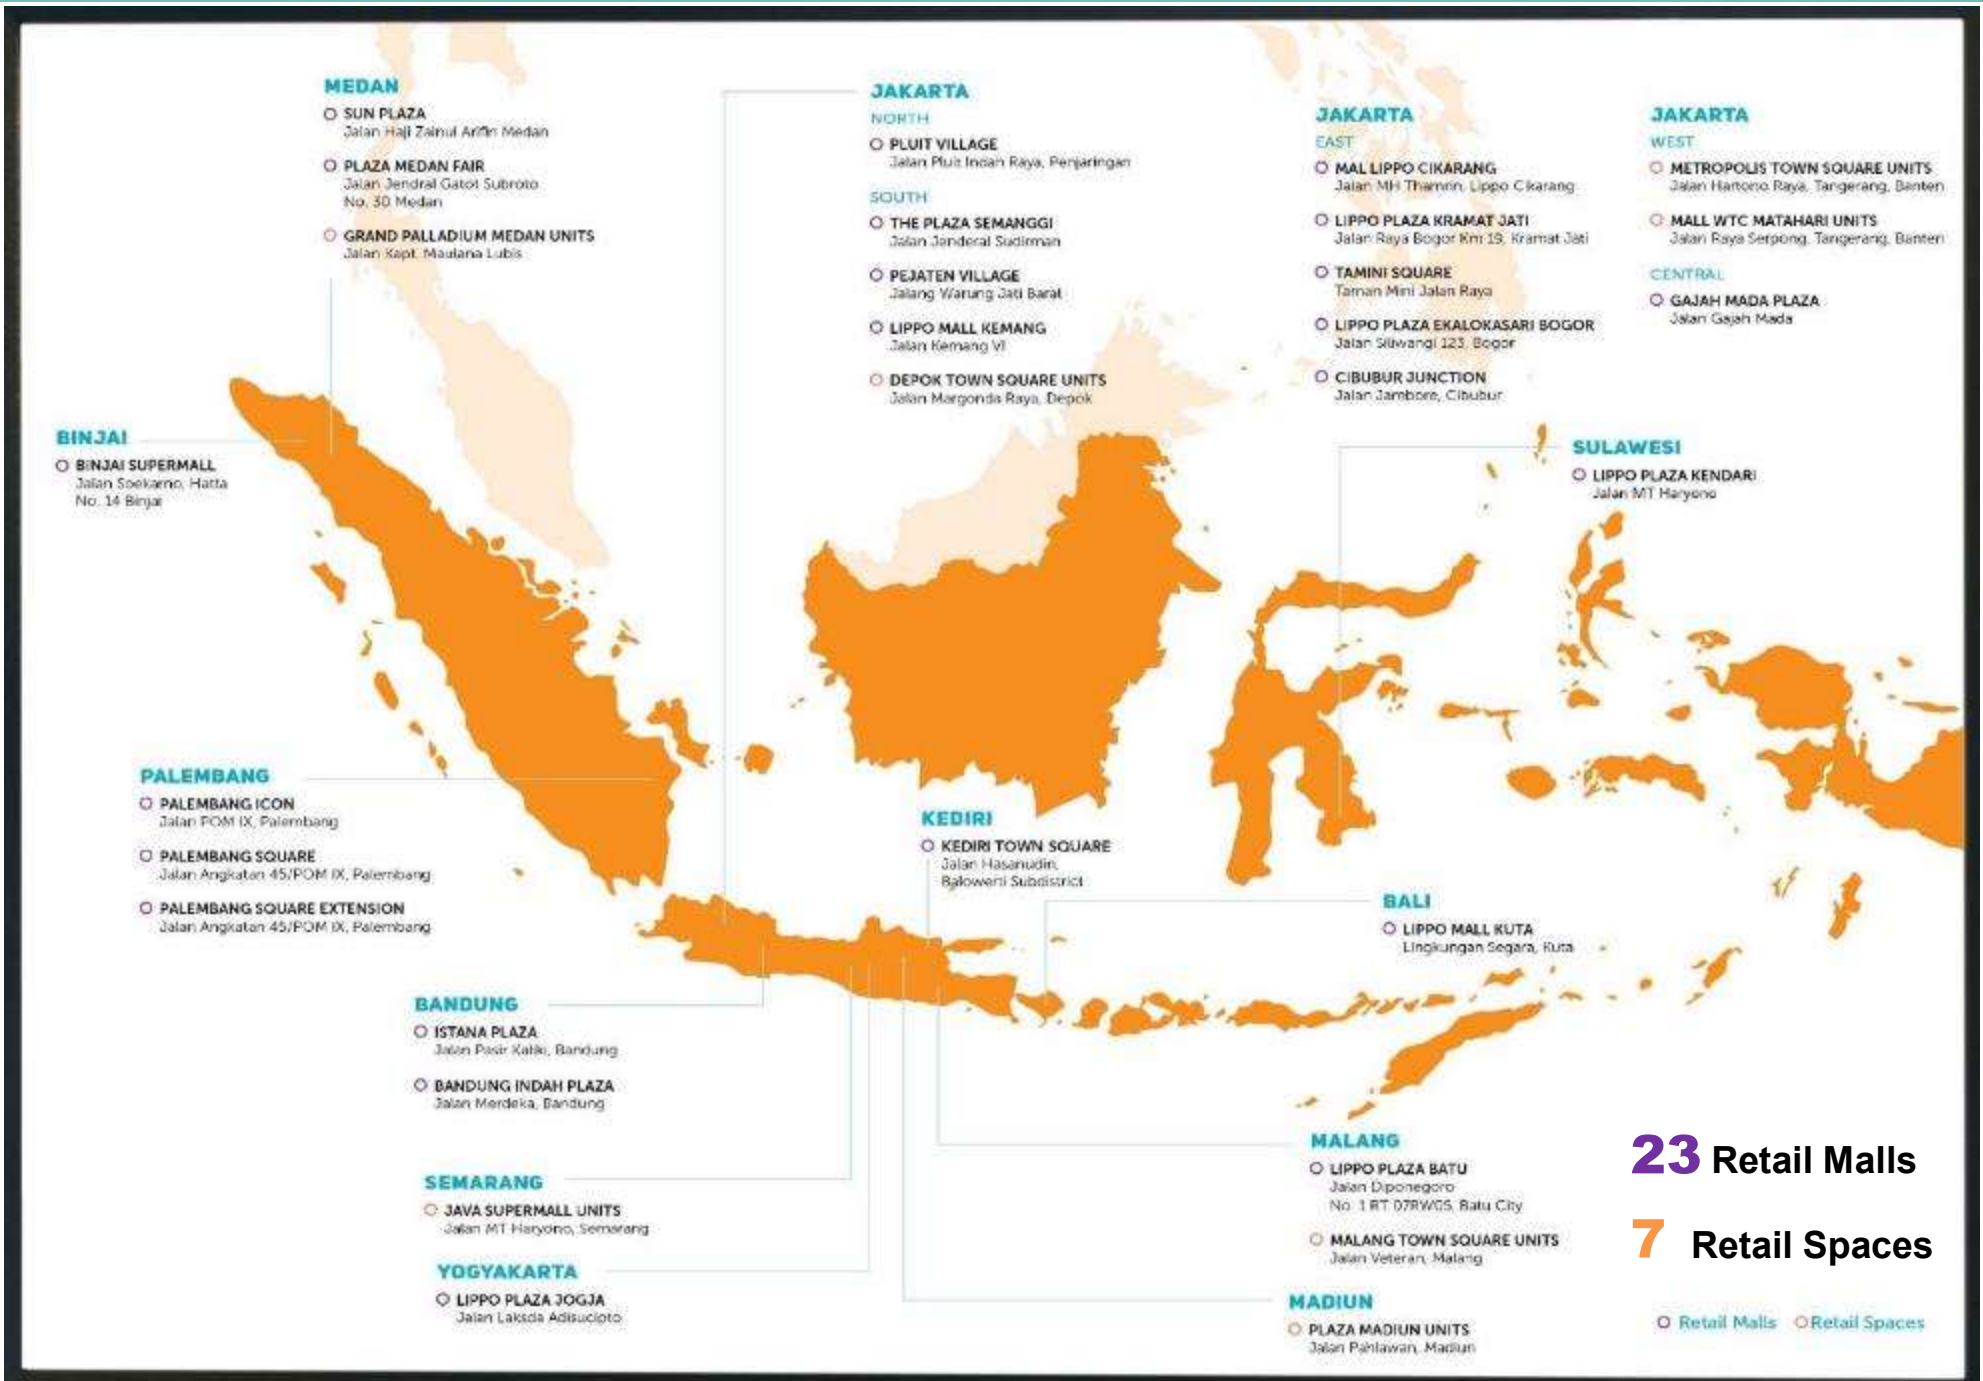 MEDAN
SUN PLAZA
Jalan Haji Zainul Arifin Medan
PLAZA MEDAN FAIR
Jalan Jendral Gatot Subroto
No. 30 Medan
GRAND PALLADIUM MEDAN UNITS
Jalan Kapt. Maulana Lubis
JAKARTA
NORTH
PLUIT VILLAGE
Jalan Pluit Indah Raya, Penjaringan
SOUTH
THE PLAZA SEMANGGI
Jalan Jenderal Sudirman
PEJATEN VILLAGE
Jalang Warung Jati Barat
LIPPO MALL KEMANG
Jalan Kemang VI
DEPOK TOWN SQUARE UNITS
Jalan Margonda Raya, Depok
JAKARTA
EAST
MAL LIPPO CIKARANG
Jalan MH Thamrin, Lippo Cikarang
LIPPO PLAZA KRAMAT JATI
Jalan Raya Bogor Km 19, Kramat Jati
TAMINI SQUARE
Taman Mini Jalan Raya
LIPPO PLAZA EKALOKASARI BOGOR
Jalan Siliwangi 123, Bogor
CIBUBUR JUNCTION
Jalan Jambore, Cibubur
JAKARTA
WEST
METROPOLIS TOWN SQUARE UNITS
Jalan Hartono Raya, Tangerang, Banten
MALL WTC MATAHARI UNITS
Jalan Raya Serpong, Tangerang, Banten
CENTRAL
GAJAH MADA PLAZA
Jalan Gajah Mada
BINJAI
BINJAI SUPERMALL
Jalan Soekarno, Hatta
No. 14 Binjai
SULAWESI
LIPPO PLAZA KENDARI
Jalan MT Haryono
PALEMBANG
PALEMBANG ICON
Jalan POM IX, Palembang
PALEMBANG SQUARE
Jalan Angkatan 45/POM IX, Palembang
PALEMBANG SQUARE EXTENSION
Jalan Angkatan 45/POM IX, Palembang
KEDIRI
KEDIRI TOWN SQUARE
Jalan Hasanudin,
Balowerti Subdistrict
BALI
LIPPO MALL KUTA
Lingkungan Segara, Kuta
BANDUNG
ISTANA PLAZA
Jalan Pasir Kaliki, Bandung
BANDUNG INDAH PLAZA
Jalan Merdeka, Bandung
SEMARANG
JAVA SUPERMALL UNITS
Jalan MT Haryono, Semarang
YOGYAKARTA
LIPPO PLAZA JOGJA
Jalan Laksda Adisucipto
MALANG
LIPPO PLAZA BATU
Jalan Diponegoro
No. 1 RT 07RW05, Batu City
MALANG TOWN SQUARE UNITS
Jalan Veteran, Malang
MADIUN
PLAZA MADIUN UNITS
Jalan Pahlawan, Madiun
23 Retail Malls
7 Retail Spaces
Retail Malls Retail Spaces